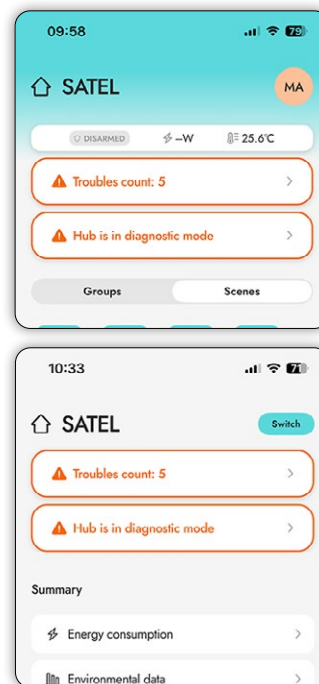 09:58
79
SATEL
MA
DISARMED
–W
25.6°C
Troubles count: 5
Hub is in diagnostic mode
Groups
Scenes
10:33
71
SATEL
Switch
Troubles count: 5
Hub is in diagnostic mode
Summary
Energy consumption
Environmental data